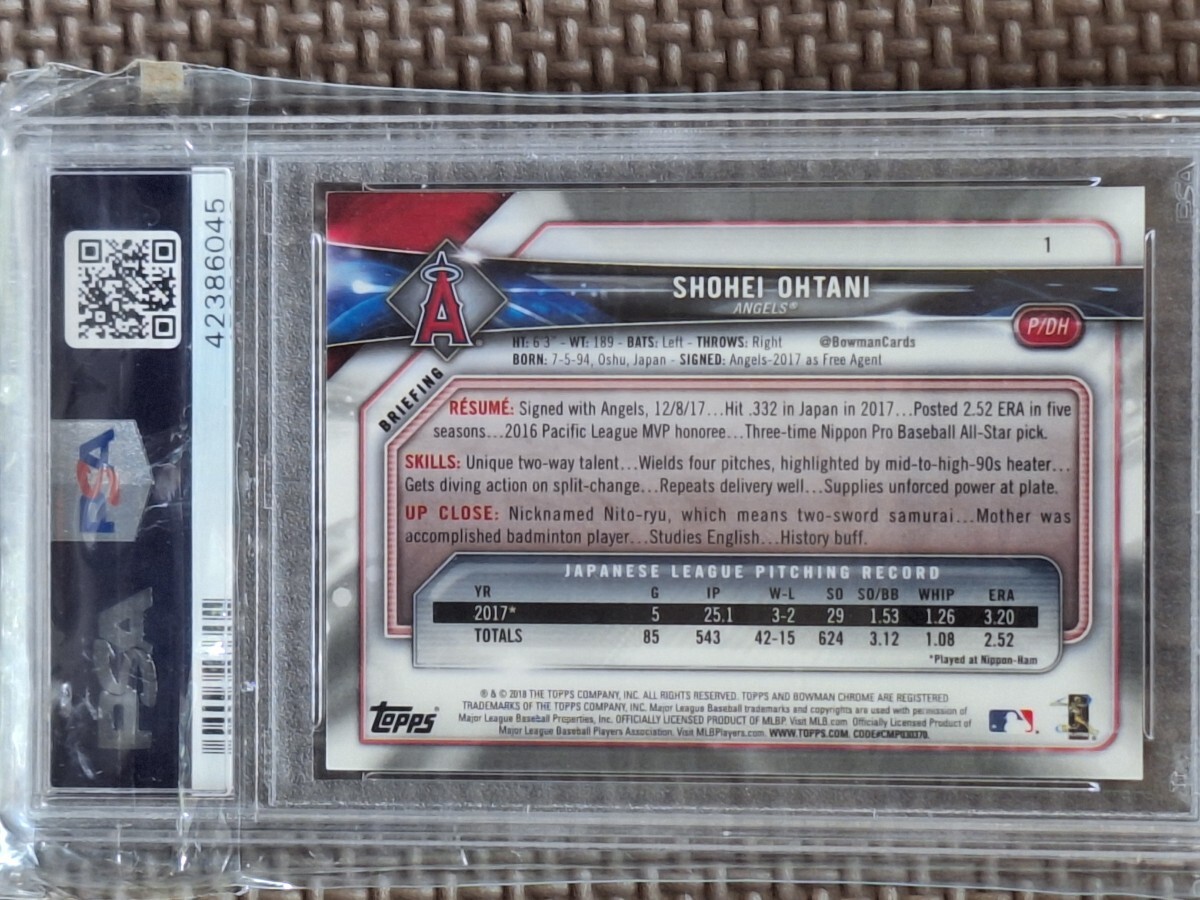 42386045
PSA
PSA
PSA
1
A
SHOHEI OHTANI
ANGELS®
P/DH
HT: 6'3" - WT: 189 - BATS: Left - THROWS: Right @BowmanCards
BORN: 7-5-94, Oshu, Japan - SIGNED: Angels-2017 as Free Agent
BRIEFING
RÉSUMÉ: Signed with Angels, 12/8/17...Hit .332 in Japan in 2017...Posted 2.52 ERA in five
seasons...2016 Pacific League MVP honoree...Three-time Nippon Pro Baseball All-Star pick.
SKILLS: Unique two-way talent...Wields four pitches, highlighted by mid-to-high-90s heater...
Gets diving action on split-change...Repeats delivery well...Supplies unforced power at plate.
UP CLOSE: Nicknamed Nito-ryu, which means two-sword samurai...Mother was
accomplished badminton player...Studies English...History buff.
JAPANESE LEAGUE PITCHING RECORD
YR G IP W-L SO SO/BB WHIP ERA
2017* 5 25.1 3-2 29 1.53 1.26 3.20
TOTALS 85 543 42-15 624 3.12 1.08 2.52
*Played at Nippon-Ham
® & © 2018 THE TOPPS COMPANY, INC. ALL RIGHTS RESERVED. TOPPS AND BOWMAN CHROME ARE REGISTERED
TRADEMARKS OF THE TOPPS COMPANY, INC. Major League Baseball trademarks and copyrights are used with permission of
Major League Baseball Properties, Inc. OFFICIALLY LICENSED PRODUCT OF MLBP. Visit MLB.com Officially Licensed Product of
Major League Baseball Players Association. Visit MLBPlayers.com. WWW.TOPPS.COM. CODE#CMP030370.
TOPPS